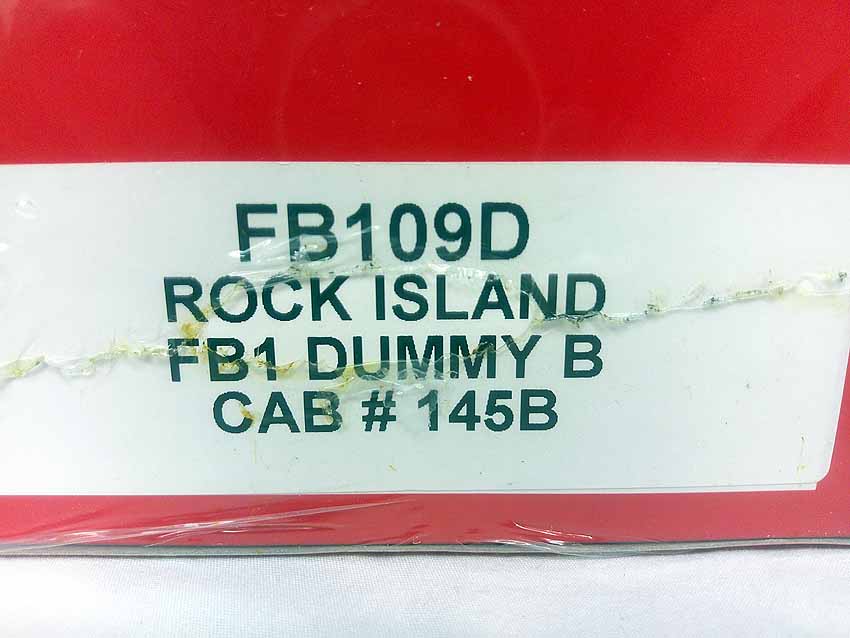 FB109D
ROCK ISLAND
FB1 DUMMY B
CAB # 145B